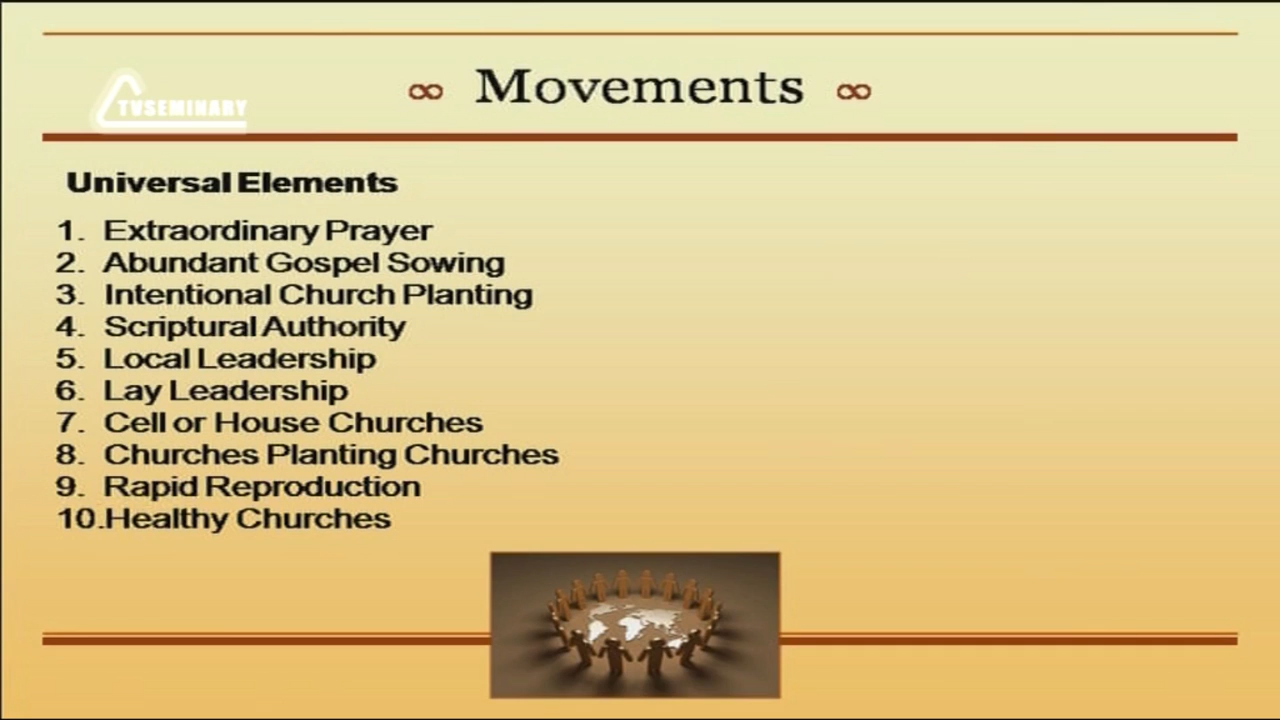 TVSEMINARY
∞ Movements ∞
Universal Elements
1. Extraordinary Prayer
2. Abundant Gospel Sowing
3. Intentional Church Planting
4. Scriptural Authority
5. Local Leadership
6. Lay Leadership
7. Cell or House Churches
8. Churches Planting Churches
9. Rapid Reproduction
10.Healthy Churches